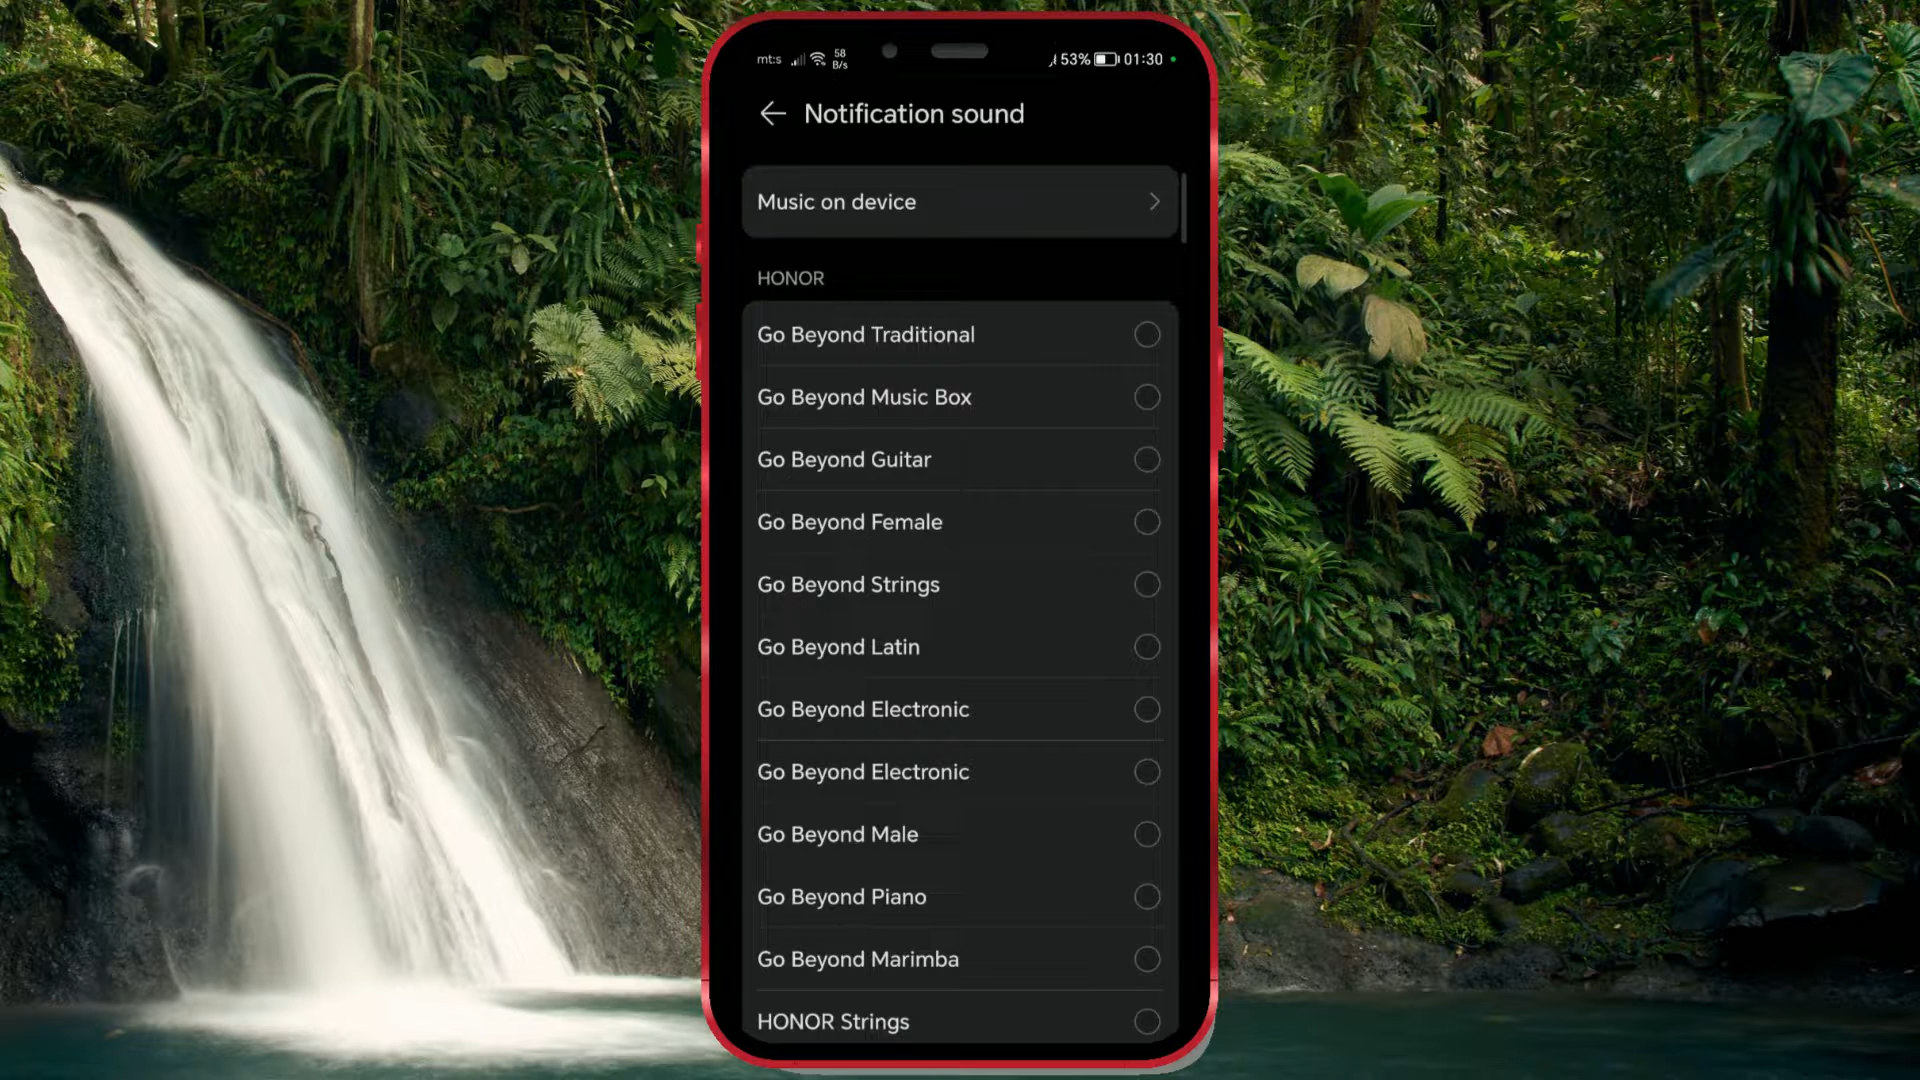 mt:s 58 B/s 53% 01:30
Notification sound
Music on device
HONOR
Go Beyond Traditional
Go Beyond Music Box
Go Beyond Guitar
Go Beyond Female
Go Beyond Strings
Go Beyond Latin
Go Beyond Electronic
Go Beyond Electronic
Go Beyond Male
Go Beyond Piano
Go Beyond Marimba
HONOR Strings